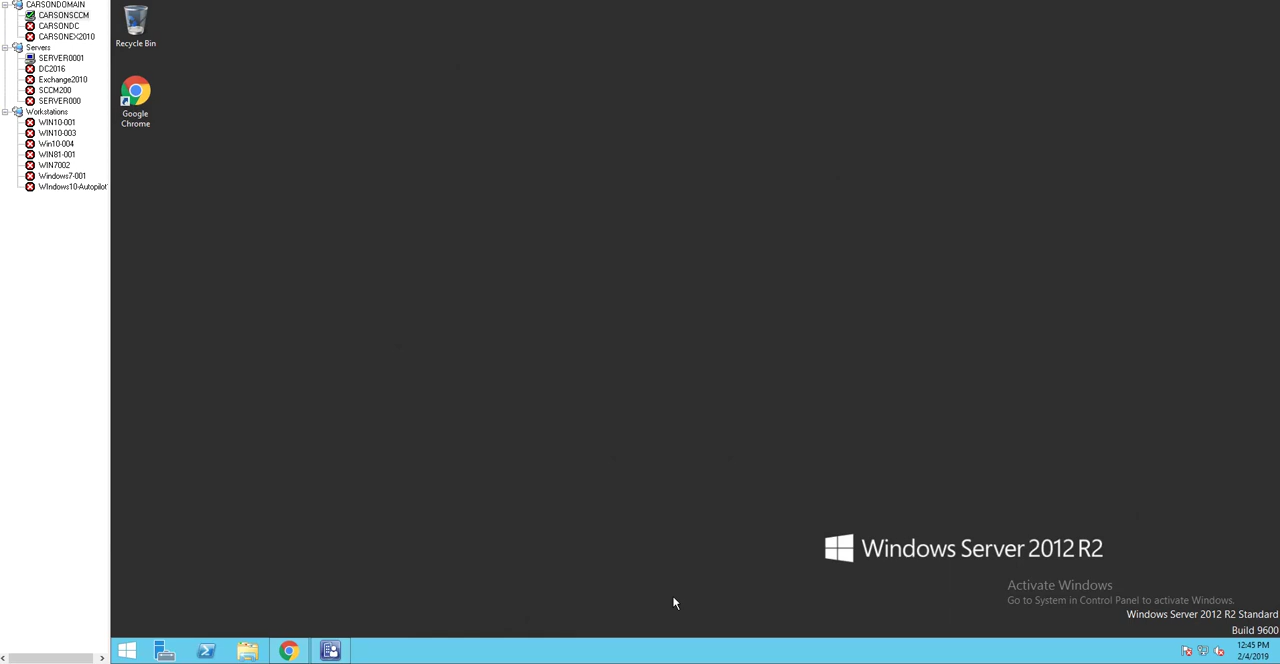 CARSONDOMAIN
CARSONSCCM
CARSONDC
CARSONEX2010
Servers
SERVER0001
DC2016
Exchange2010
SCCM200
SERVER000
Workstations
WIN10-001
WIN10-003
Win10-004
WIN81-001
WIN7002
Windows7-001
WIndows10-Autopilot
Recycle Bin
Google
Chrome
Windows Server 2012 R2
Activate Windows
Go to System in Control Panel to activate Windows.
Windows Server 2012 R2 Standard
Build 9600
12:45 PM
2/4/2019